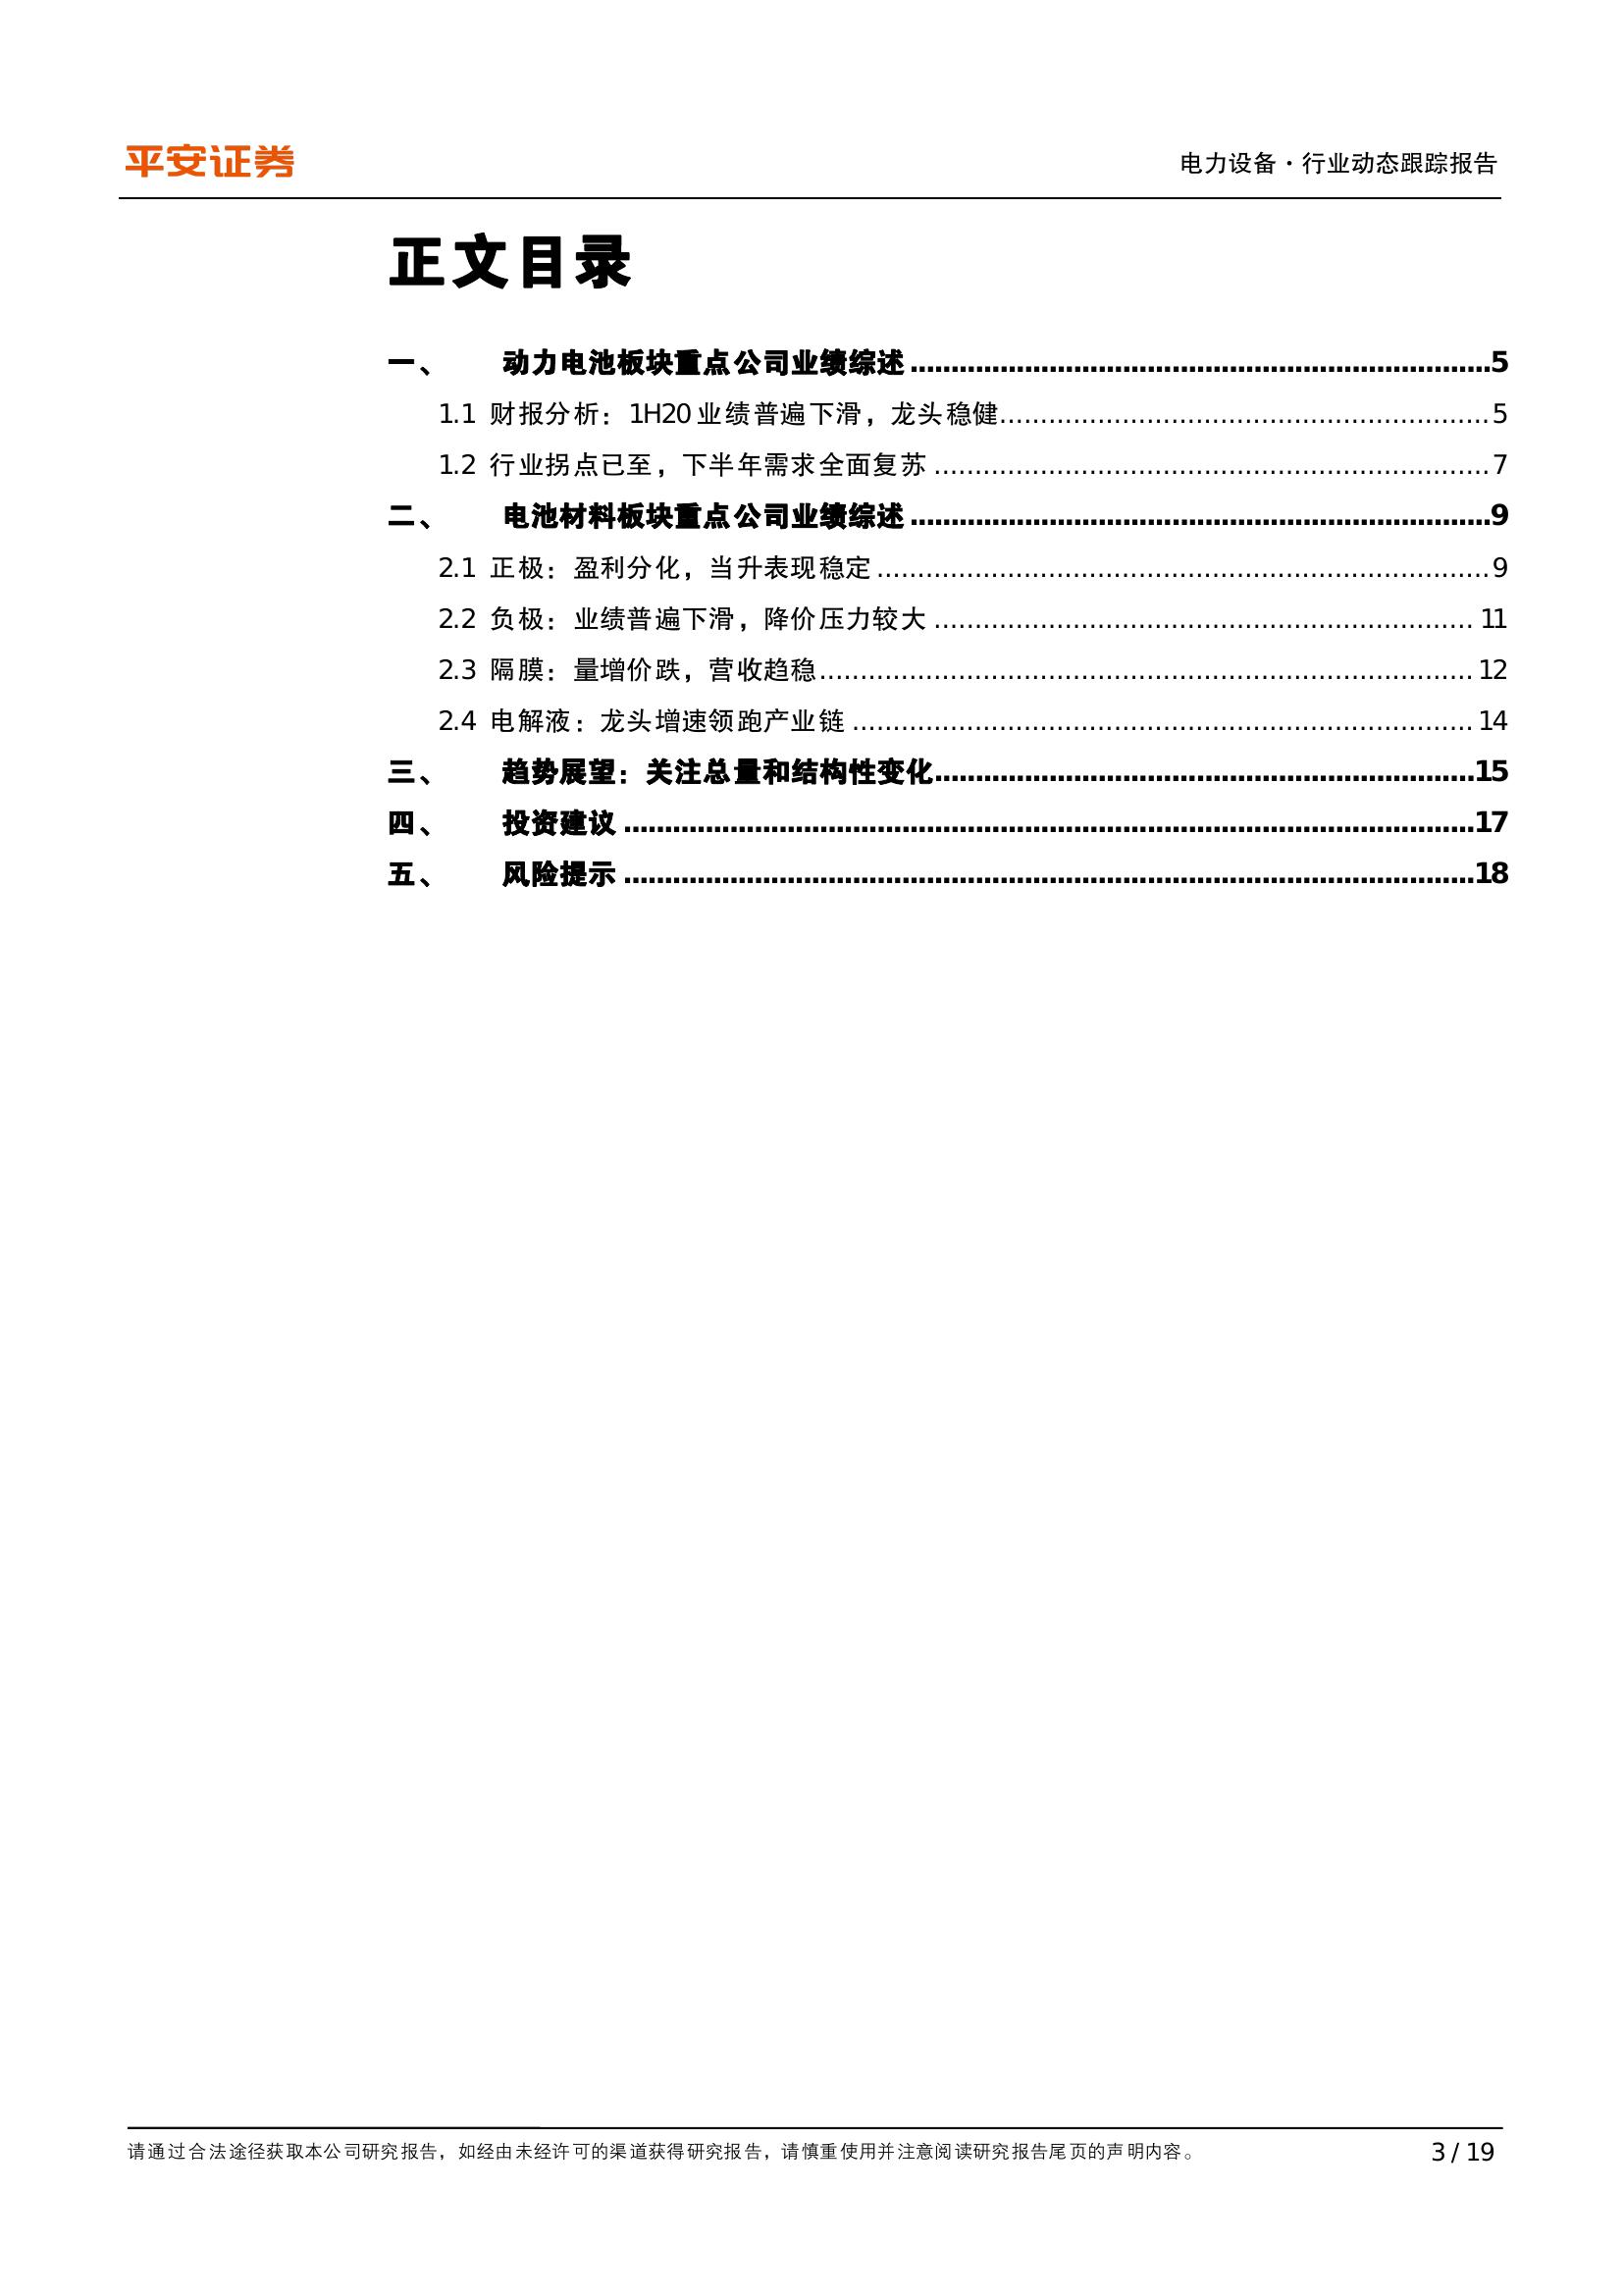 平安证券
电力设备·行业动态跟踪报告
正文目录
一、 动力电池板块重点公司业绩综述 ........................................................................5
1.1 财报分析：1H20 业绩普遍下滑，龙头稳健............................................................5
1.2 行业拐点已至，下半年需求全面复苏 ....................................................................7
二、 电池材料板块重点公司业绩综述 ........................................................................9
2.1 正极：盈利分化，当升表现稳定 ...........................................................................9
2.2 负极：业绩普遍下滑，降价压力较大 .................................................................. 11
2.3 隔膜：量增价跌，营收趋稳................................................................................ 12
2.4 电解液：龙头增速领跑产业链 ............................................................................ 14
三、 趋势展望：关注总量和结构性变化..................................................................15
四、 投资建议 ........................................................................................................17
五、 风险提示 ........................................................................................................18
请通过合法途径获取本公司研究报告，如经由未经许可的渠道获得研究报告，请慎重使用并注意阅读研究报告尾页的声明内容。
3 / 19